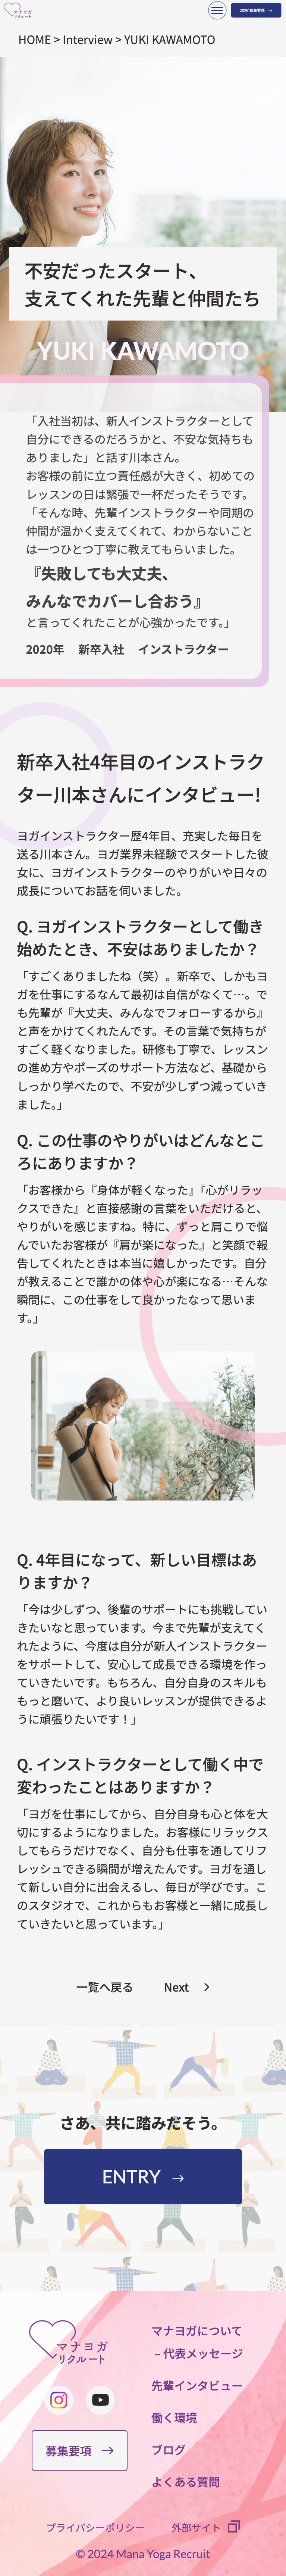 マナヨガ
リクルート
2026' 募集要項 →
HOME > Interview > YUKI KAWAMOTO
不安だったスタート、
支えてくれた先輩と仲間たち
YUKI KAWAMOTO
「入社当初は、新人インストラクターとして
自分にできるのだろうかと、不安な気持ちも
ありました」と話す川本さん。
お客様の前に立つ責任感が大きく、初めての
レッスンの日は緊張で一杯だったそうです。
「そんな時、先輩インストラクターや同期の
仲間が温かく支えてくれて、わからないこと
は一つひとつ丁寧に教えてもらいました。
『失敗しても大丈夫、
みんなでカバーし合おう』
と言ってくれたことが心強かったです。」
2020年　新卒入社　インストラクター
新卒入社4年目のインストラク
ター川本さんにインタビュー!
ヨガインストラクター歴4年目、充実した毎日を
送る川本さん。ヨガ業界未経験でスタートした彼
女に、ヨガインストラクターのやりがいや日々の
成長についてお話を伺いました。
Q. ヨガインストラクターとして働き
始めたとき、不安はありましたか？
「すごくありましたね（笑）。新卒で、しかもヨ
ガを仕事にするなんて最初は自信がなくて…。で
も先輩が『大丈夫、みんなでフォローするから』
と声をかけてくれたんです。その言葉で気持ちが
すごく軽くなりました。研修も丁寧で、レッスン
の進め方やポーズのサポート方法など、基礎から
しっかり学べたので、不安が少しずつ減っていき
ました。」
Q. この仕事のやりがいはどんなとこ
ろにありますか？
「お客様から『身体が軽くなった』『心がリラッ
クスできた』と直接感謝の言葉をいただけると、
やりがいを感じますね。特に、ずっと肩こりで悩
んでいたお客様が『肩が楽になった』と笑顔で報
告してくれたときは本当に嬉しかったです。自分
が教えることで誰かの体や心が楽になる…そんな
瞬間に、この仕事をして良かったなって思いま
す。」
Q. 4年目になって、新しい目標はあ
りますか？
「今は少しずつ、後輩のサポートにも挑戦してい
きたいなと思っています。今まで先輩が支えてく
れたように、今度は自分が新人インストラクター
をサポートして、安心して成長できる環境を作っ
ていきたいです。もちろん、自分自身のスキルも
もっと磨いて、より良いレッスンが提供できるよ
うに頑張りたいです！」
Q. インストラクターとして働く中で
変わったことはありますか？
「ヨガを仕事にしてから、自分自身も心と体を大
切にするようになりました。お客様にリラックス
してもらうだけでなく、自分も仕事を通してリフ
レッシュできる瞬間が増えたんです。ヨガを通し
て新しい自分に出会えるし、毎日が学びです。こ
のスタジオで、これからもお客様と一緒に成長し
ていきたいと思っています。」
一覧へ戻る　Next >
さあ、共に踏みだそう。
ENTRY →
マナヨガ
リクルート
募集要項 →
マナヨガについて
– 代表メッセージ
先輩インタビュー
働く環境
ブログ
よくある質問
プライバシーポリシー　外部サイト
© 2024 Mana Yoga Recruit